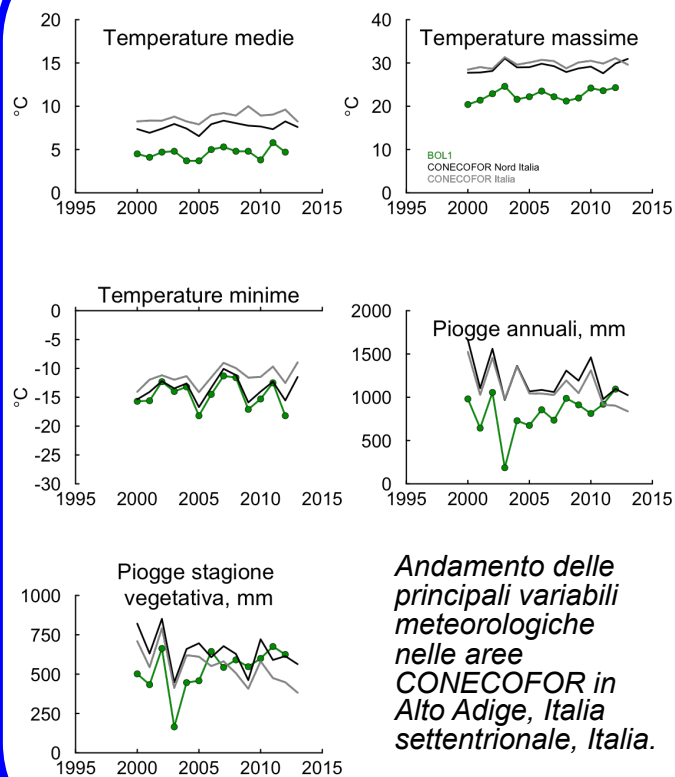 Temperature medie
20
15
10
5
0
°C
1995 2000 2005 2010 2015
Temperature massime
40
30
20
10
0
°C
BOL1
CONECOFOR Nord Italia
CONECOFOR Italia
1995 2000 2005 2010 2015
Temperature minime
0
-5
-10
-15
-20
-25
-30
°C
1995 2000 2005 2010 2015
Piogge annuali, mm
2000
1500
1000
500
0
1995 2000 2005 2010 2015
Piogge stagione
vegetativa, mm
1000
750
500
250
0
1995 2000 2005 2010 2015
Andamento delle
principali variabili
meteorologiche
nelle aree
CONECOFOR in
Alto Adige, Italia
settentrionale, Italia.